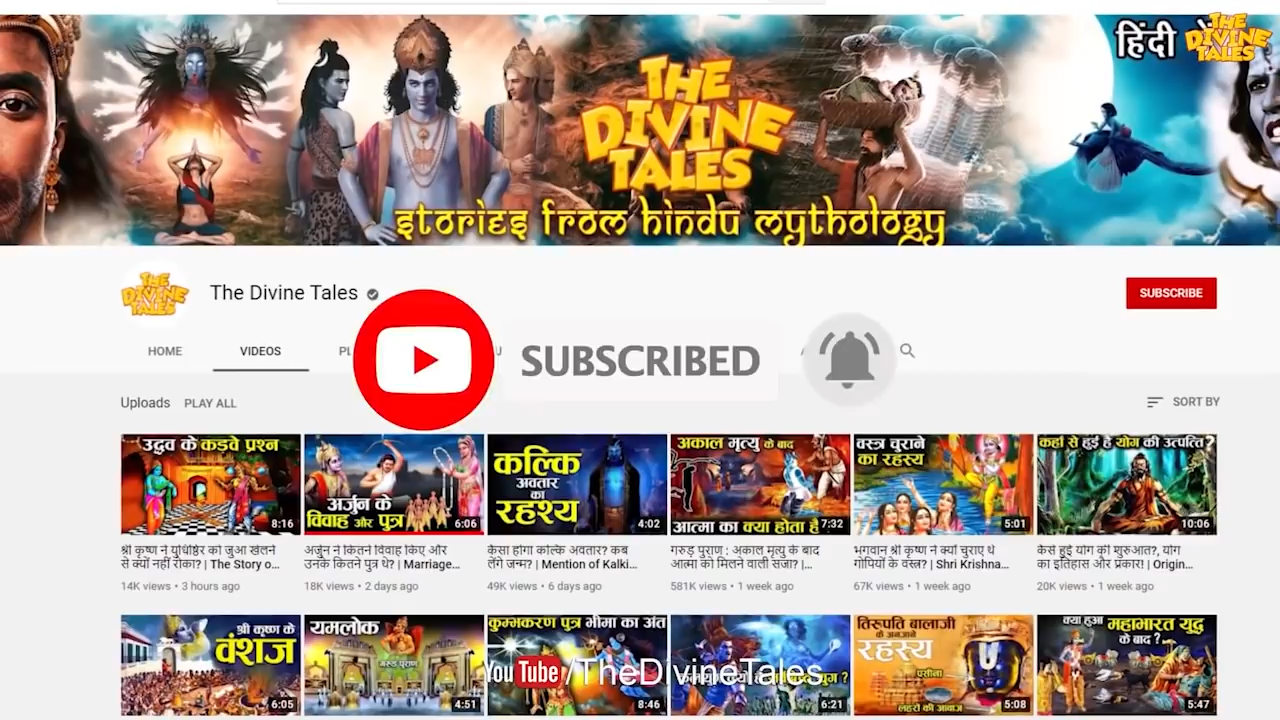 हिंदी में
THE
DIVINE
TALES
THE
DIVINE
TALES
stories from hindu mythology
THE
DIVINE
TALES
The Divine Tales
SUBSCRIBE
HOME
VIDEOS
SUBSCRIBED
Uploads
PLAY ALL
SORT BY
उद्धव के कड़वे प्रश्न
8:16
अर्जुन के
विवाह और पुत्र
6:06
कल्कि
अवतार
का
रहश्य
4:02
अकाल मृत्यु के बाद
आत्मा का क्या होता है
7:32
वस्त्र चुराने
का रहस्य
5:01
कहाँ से हुई है योग की उत्पत्ति?
10:06
श्री कृष्ण ने युधिष्ठिर को जुआ खेलने
से क्यों नहीं रोका? | The Story o...
14K views • 3 hours ago
अर्जुन ने कितने विवाह किए और
उनके कितने पुत्र थे? | Marriage...
18K views • 2 days ago
कैसा होगा कल्कि अवतार? कब
लेंगे जन्म? | Mention of Kalki...
49K views • 6 days ago
गरुड़ पुराण : अकाल मृत्यु के बाद
आत्मा को मिलने वाली सजा? |...
581K views • 1 week ago
भगवान श्री कृष्ण ने क्यों चुराए थे
गोपियों के वस्त्र? | Shri Krishna...
67K views • 1 week ago
कैसे हुई योग की शुरुआत?, योग
का इतिहास और प्रकार! | Origin...
20K views • 1 week ago
श्री कृष्ण के
वंशज
6:05
यमलोक
गरुड़ पुराण
4:51
कुम्भकरण पुत्र भीमा का अंत
8:46
युग ?
6:21
तिरुपति बालाजी
के अनजाने
रहस्य
पसीना
लहरों की आवाज
5:08
क्या हुआ महाभारत युद्ध
के बाद ?
5:47
YouTube/TheDivineTales